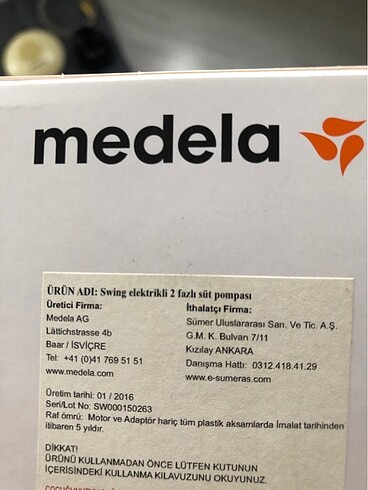 medela
ÜRÜN ADI: Swing elektrikli 2 fazlı süt pompası
Üretici Firma:
Medela AG
Lättichstrasse 4b
Baar / İSVİÇRE
Tel: +41 (0)41 769 51 51
www.medela.com
İthalatçı Firma:
Sümer Uluslararası San. Ve Tic. A.Ş.
G.M.K. Bulvarı 7/11
Kızılay ANKARA
Danışma Hattı: 0312.418.41.29
www.e-sumeras.com
Üretim tarihi: 01 / 2016
Seri/Lot No: SW000150263
Raf ömrü: Motor ve Adaptör hariç tüm plastik aksamlarda İmalat tarihinden
itibaren 5 yıldır.
DİKKAT!
ÜRÜNÜ KULLANMADAN ÖNCE LÜTFEN KUTUNUN
İÇERİSİNDEKİ KULLANMA KILAVUZUNU OKUYUNUZ.